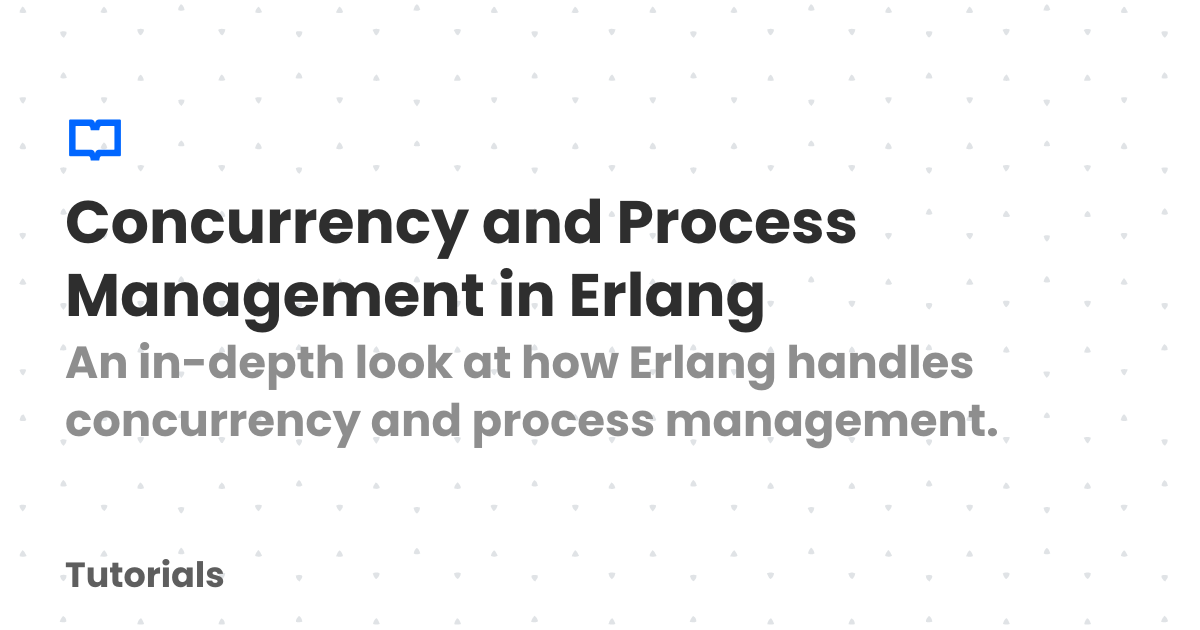 Concurrency and Process
Management in Erlang
An in-depth look at how Erlang handles
concurrency and process management.
Tutorials